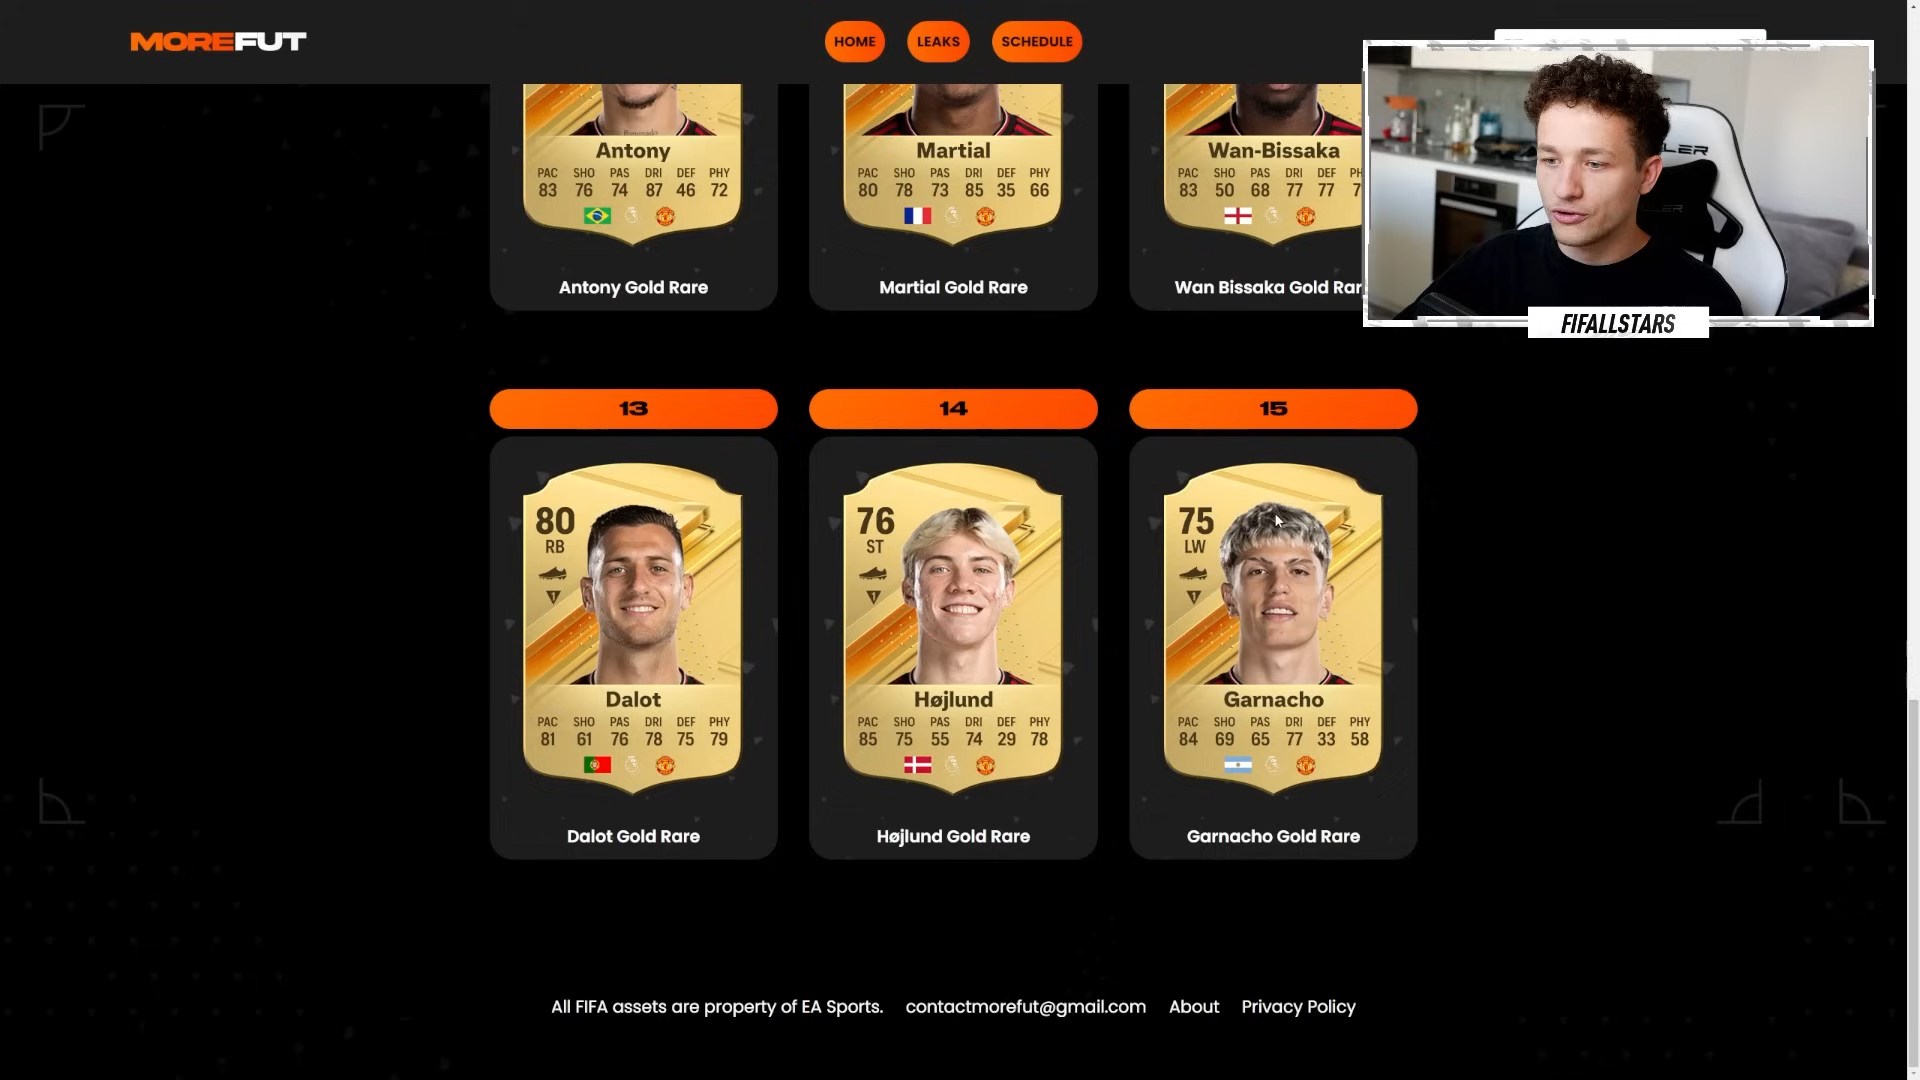 MOREFUT
HOME
LEAKS
SCHEDULE
Antony
PAC SHO PAS DRI DEF PHY
83 76 74 87 46 72
Antony Gold Rare
Martial
PAC SHO PAS DRI DEF PHY
80 78 73 85 35 66
Martial Gold Rare
Wan-Bissaka
PAC SHO PAS DRI DEF
83 50 68 77 77
Wan Bissaka Gold
FIFALLSTARS
13
80
RB
Dalot
PAC SHO PAS DRI DEF PHY
81 61 76 78 75 79
Dalot Gold Rare
14
76
ST
Højlund
PAC SHO PAS DRI DEF PHY
85 75 55 74 29 78
Højlund Gold Rare
15
75
LW
Garnacho
PAC SHO PAS DRI DEF PHY
84 69 65 77 33 58
Garnacho Gold Rare
All FIFA assets are property of EA Sports. contactmorefut@gmail.com About Privacy Policy